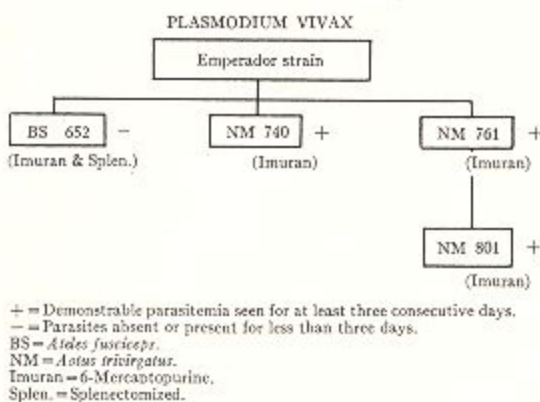 PLASMODIUM VIVAX
Emperador strain
BS 652 − NM 740 + NM 761 +
(Imuran & Splen.) (Imuran) (Imuran)
NM 801 +
(Imuran)
+ = Demonstrable parasitemia seen for at least three consecutive days.
− = Parasites absent or present for less than three days.
BS = Ateles fusciceps.
NM = Aotus trivirgatus.
Imuran = 6-Mercaptopurine.
Splen. = Splenectomized.